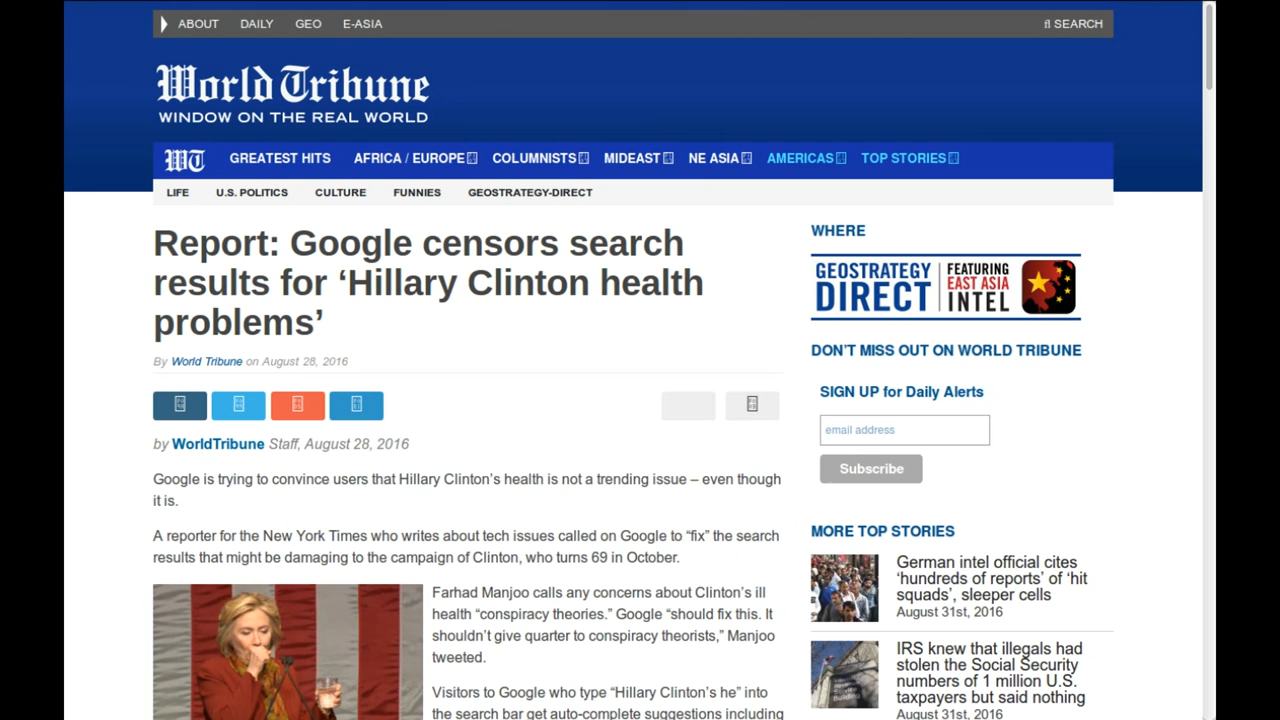 ABOUT DAILY GEO E-ASIA SEARCH
World Tribune
WINDOW ON THE REAL WORLD
WT GREATEST HITS AFRICA / EUROPE COLUMNISTS MIDEAST NE ASIA AMERICAS TOP STORIES
LIFE U.S. POLITICS CULTURE FUNNIES GEOSTRATEGY-DIRECT
Report: Google censors search
results for ‘Hillary Clinton health
problems’
By World Tribune on August 28, 2016
by WorldTribune Staff, August 28, 2016
Google is trying to convince users that Hillary Clinton’s health is not a trending issue – even though
it is.
A reporter for the New York Times who writes about tech issues called on Google to “fix” the search
results that might be damaging to the campaign of Clinton, who turns 69 in October.
Farhad Manjoo calls any concerns about Clinton’s ill
health “conspiracy theories.” Google “should fix this. It
shouldn’t give quarter to conspiracy theorists,” Manjoo
tweeted.
Visitors to Google who type “Hillary Clinton’s he” into
the search bar get auto-complete suggestions including
WHERE
GEOSTRATEGY
DIRECT
FEATURING
EAST ASIA
INTEL
DON’T MISS OUT ON WORLD TRIBUNE
SIGN UP for Daily Alerts
email address
Subscribe
MORE TOP STORIES
German intel official cites
‘hundreds of reports’ of ‘hit
squads’, sleeper cells
August 31st, 2016
IRS knew that illegals had
stolen the Social Security
numbers of 1 million U.S.
taxpayers but said nothing
August 31st, 2016